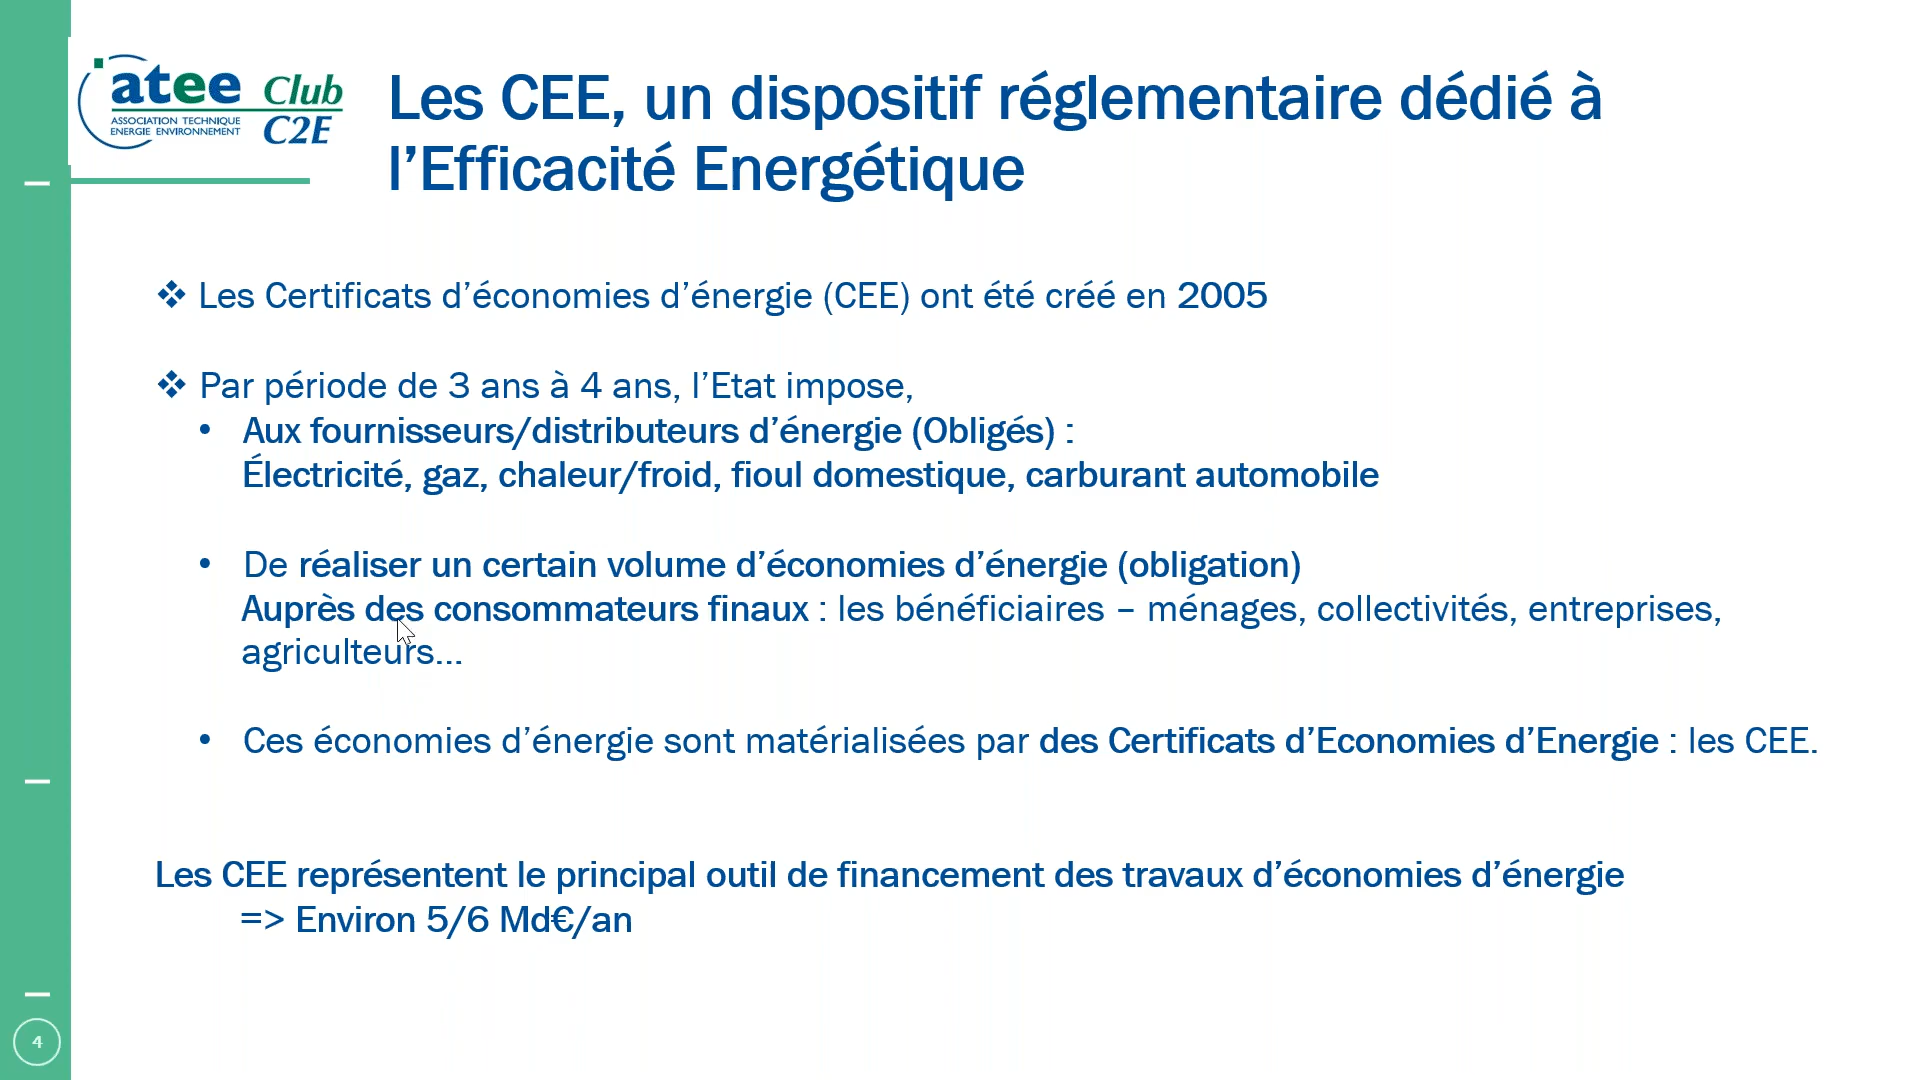 atee Club
ASSOCIATION TECHNIQUE
ENERGIE ENVIRONNEMENT
C2E
Les CEE, un dispositif réglementaire dédié à
l’Efficacité Energétique
❖ Les Certificats d’économies d’énergie (CEE) ont été créé en 2005
❖ Par période de 3 ans à 4 ans, l’Etat impose,
• Aux fournisseurs/distributeurs d’énergie (Obligés) :
Électricité, gaz, chaleur/froid, fioul domestique, carburant automobile
• De réaliser un certain volume d’économies d’énergie (obligation)
Auprès des consommateurs finaux : les bénéficiaires – ménages, collectivités, entreprises,
agriculteurs...
• Ces économies d’énergie sont matérialisées par des Certificats d’Economies d’Energie : les CEE.
Les CEE représentent le principal outil de financement des travaux d’économies d’énergie
=> Environ 5/6 Md€/an
4